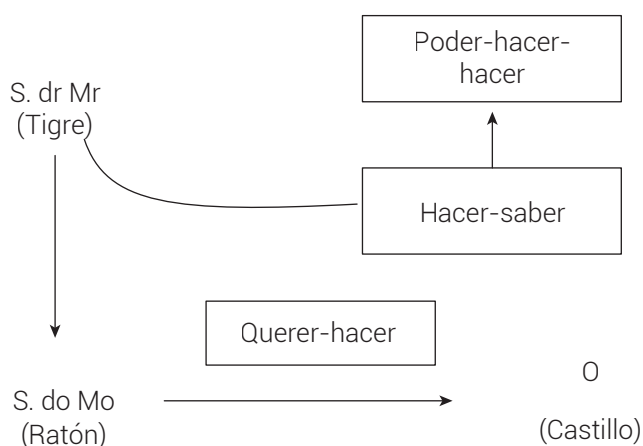 Poder-hacer-
hacer
S. dr Mr
(Tigre)
Hacer-saber
Querer-hacer
S. do Mo
(Ratón)
O
(Castillo)